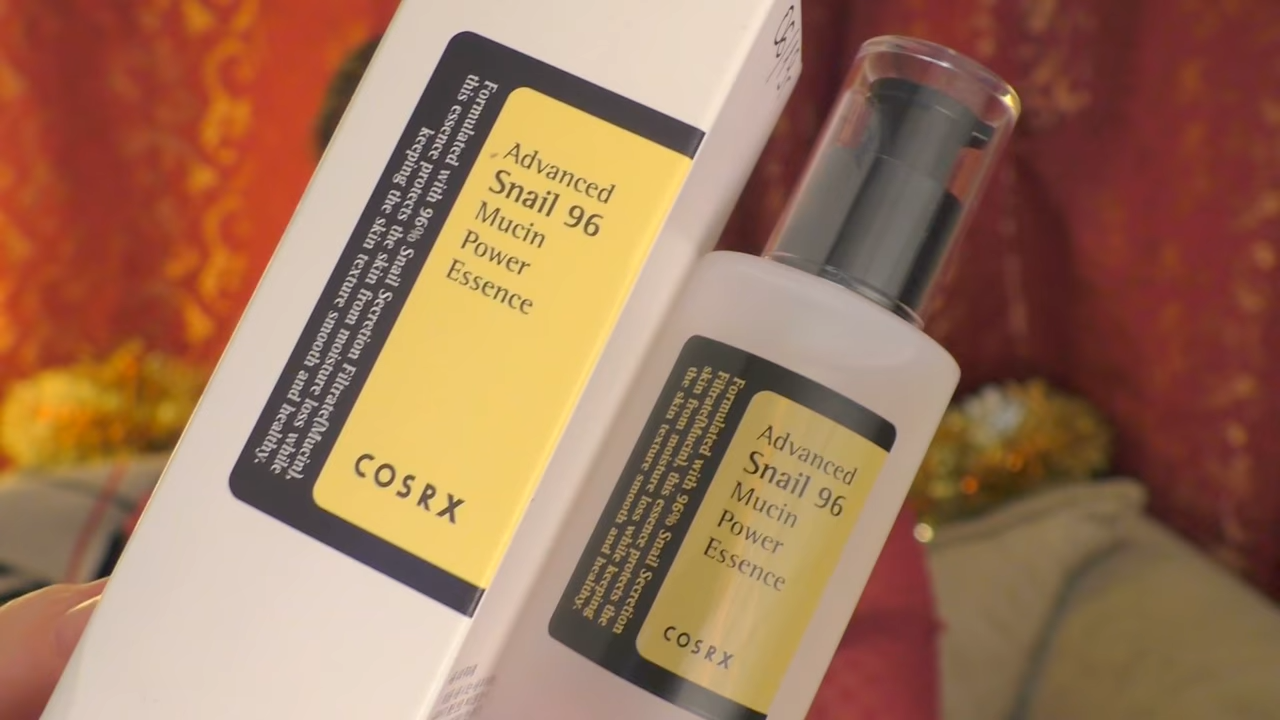 Formulated with 96% Snail Secretion Filtrate(Mucin),
this essence protects the skin from moisture loss while
keeping the skin texture smooth and healthy.
Advanced
Snail 96
Mucin
Power
Essence
COSRX
Formulated with 96% Snail Secretion
Filtrate(Mucin), this essence protects the
skin from moisture loss while keeping
the skin texture smooth and healthy.
Advanced
Snail 96
Mucin
Power
Essence
COSRX